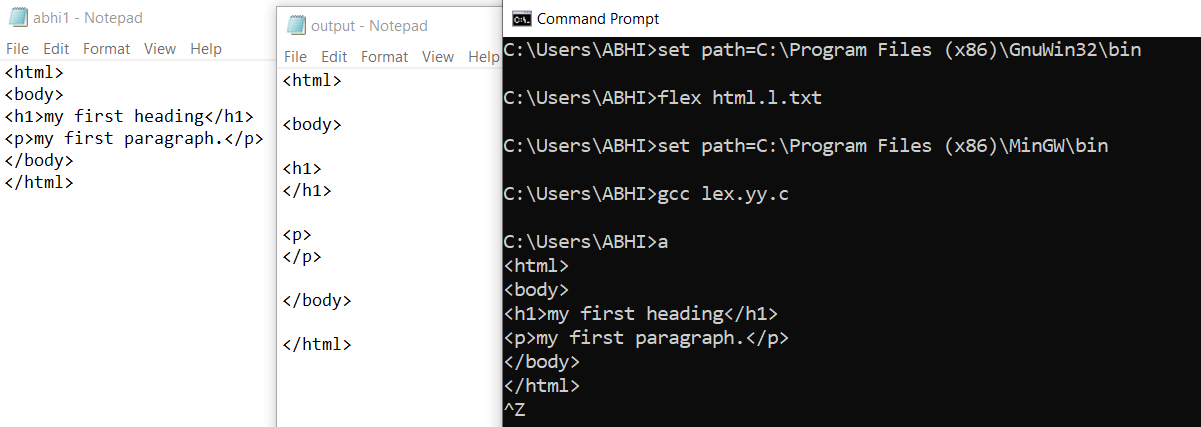 abhi1 - Notepad
File Edit Format View Help
<html>
<body>
<h1>my first heading</h1>
<p>my first paragraph.</p>
</body>
</html>
output - Notepad
File Edit Format View Help
<html>
<body>
<h1>
</h1>
<p>
</p>
</body>
</html>
Command Prompt
C:\Users\ABHI>set path=C:\Program Files (x86)\GnuWin32\bin
C:\Users\ABHI>flex html.l.txt
C:\Users\ABHI>set path=C:\Program Files (x86)\MinGW\bin
C:\Users\ABHI>gcc lex.yy.c
C:\Users\ABHI>a
<html>
<body>
<h1>my first heading</h1>
<p>my first paragraph.</p>
</body>
</html>
^Z